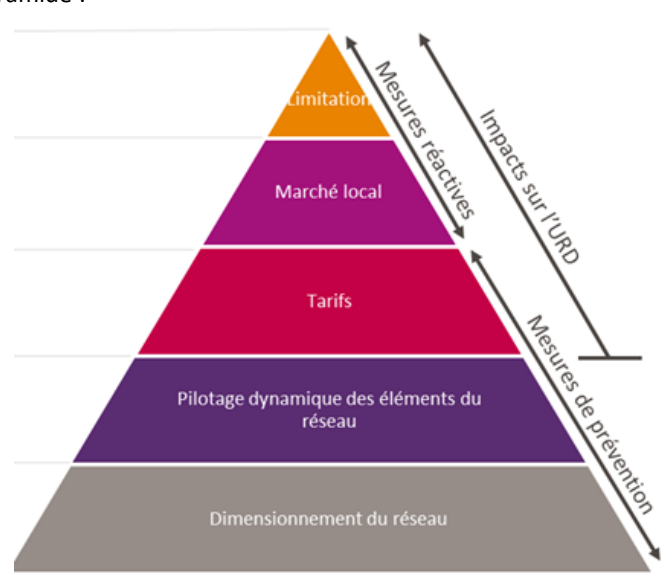 Limitation
Marché local
Tarifs
Pilotage dynamique des éléments du
réseau
Dimensionnement du réseau
Mesures réactives
Impacts sur l'URD
Mesures de prévention